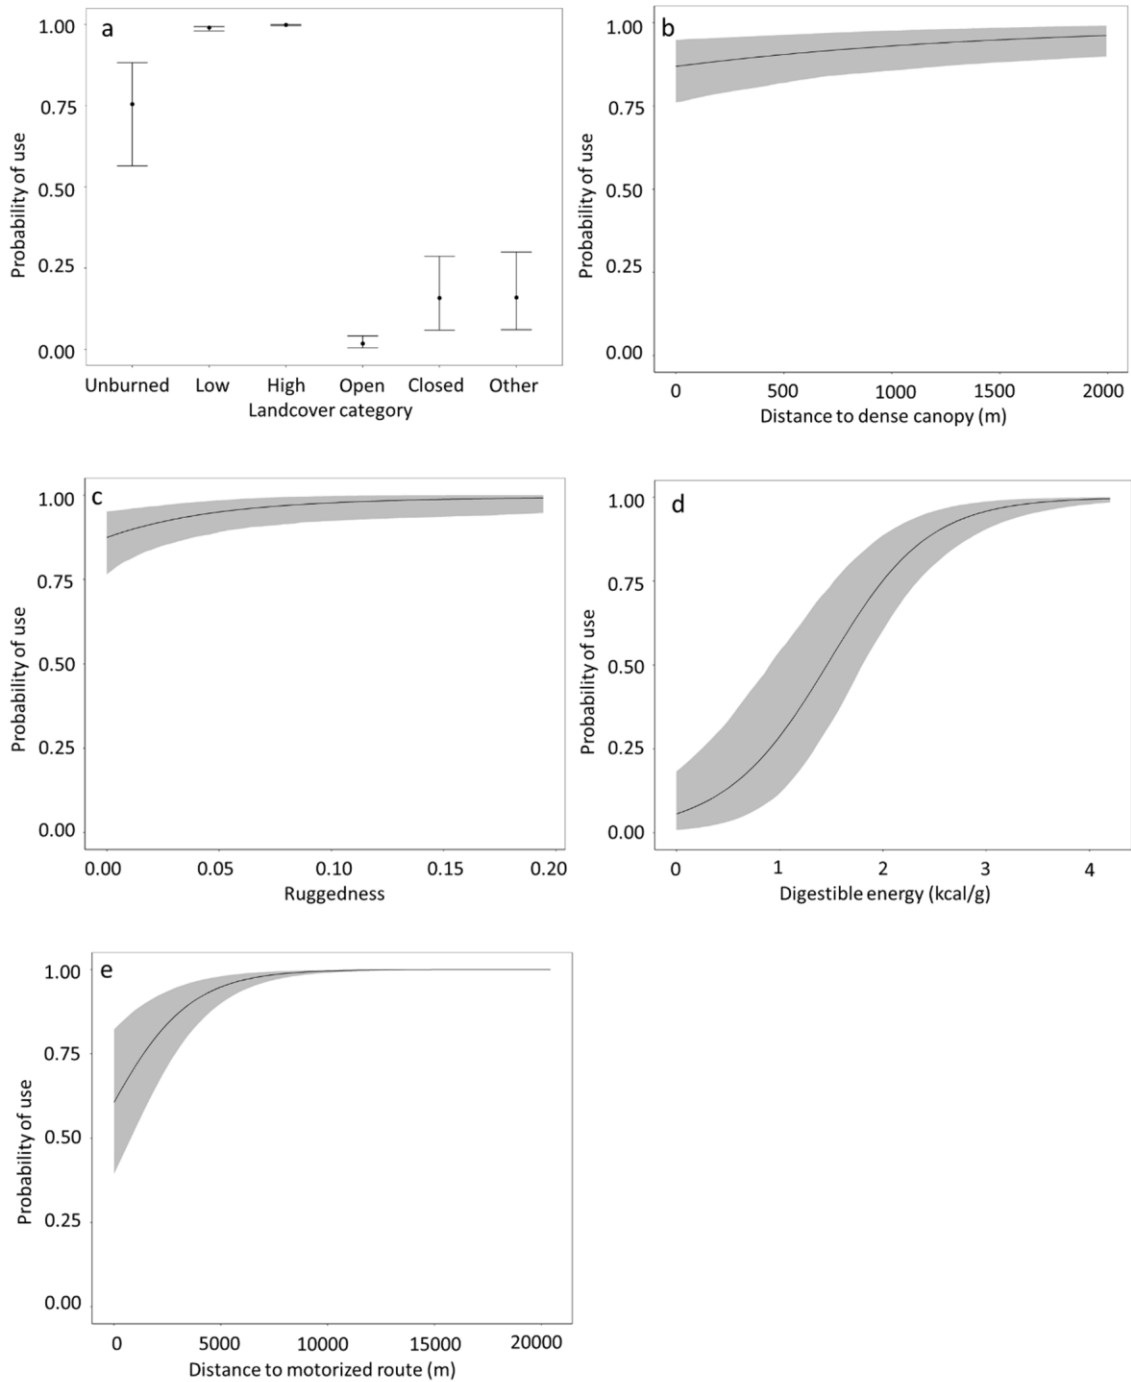 a
1.00
0.75
0.50
0.25
0.00
Probability of use
Unburned Low High Open Closed Other
Landcover category
b
1.00
0.75
0.50
0.25
0.00
Probability of use
0 500 1000 1500 2000
Distance to dense canopy (m)
c
1.00
0.75
0.50
0.25
0.00
Probability of use
0.00 0.05 0.10 0.15 0.20
Ruggedness
d
1.00
0.75
0.50
0.25
0.00
Probability of use
0 1 2 3 4
Digestible energy (kcal/g)
e
1.00
0.75
0.50
0.25
0.00
Probability of use
0 5000 10000 15000 20000
Distance to motorized route (m)